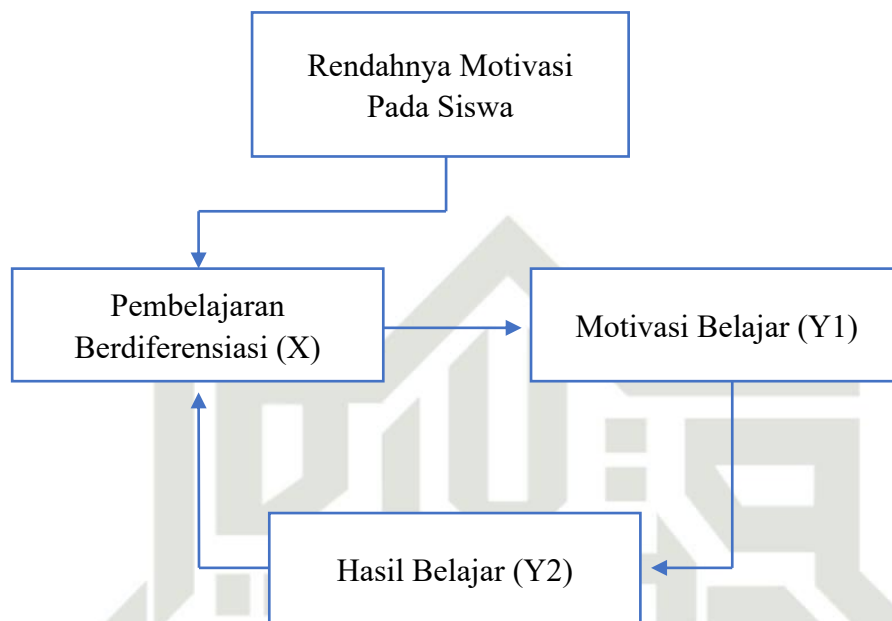 Rendahnya Motivasi
Pada Siswa
Pembelajaran
Berdiferensiasi (X)
Motivasi Belajar (Y1)
Hasil Belajar (Y2)